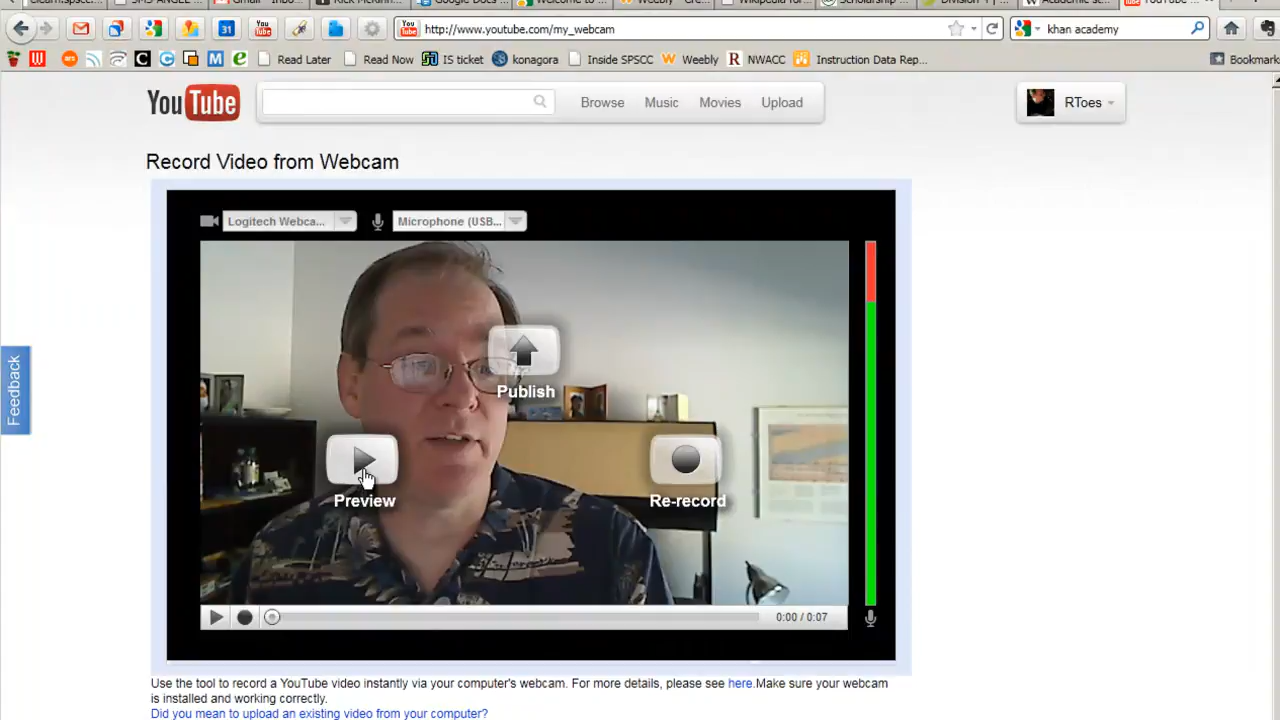 http://www.youtube.com/my_webcam
khan academy
Read Later
Read Now
IS ticket
konagora
Inside SPSCC
Weebly
NWACC
Instruction Data Rep...
Bookmarks
You Tube
Browse
Music
Movies
Upload
RToes
Record Video from Webcam
Logitech Webca...
Microphone (USB...
Publish
Preview
Re-record
0:00 / 0:07
Feedback
Use the tool to record a YouTube video instantly via your computer's webcam. For more details, please see here.Make sure your webcam
is installed and working correctly.
Did you mean to upload an existing video from your computer?